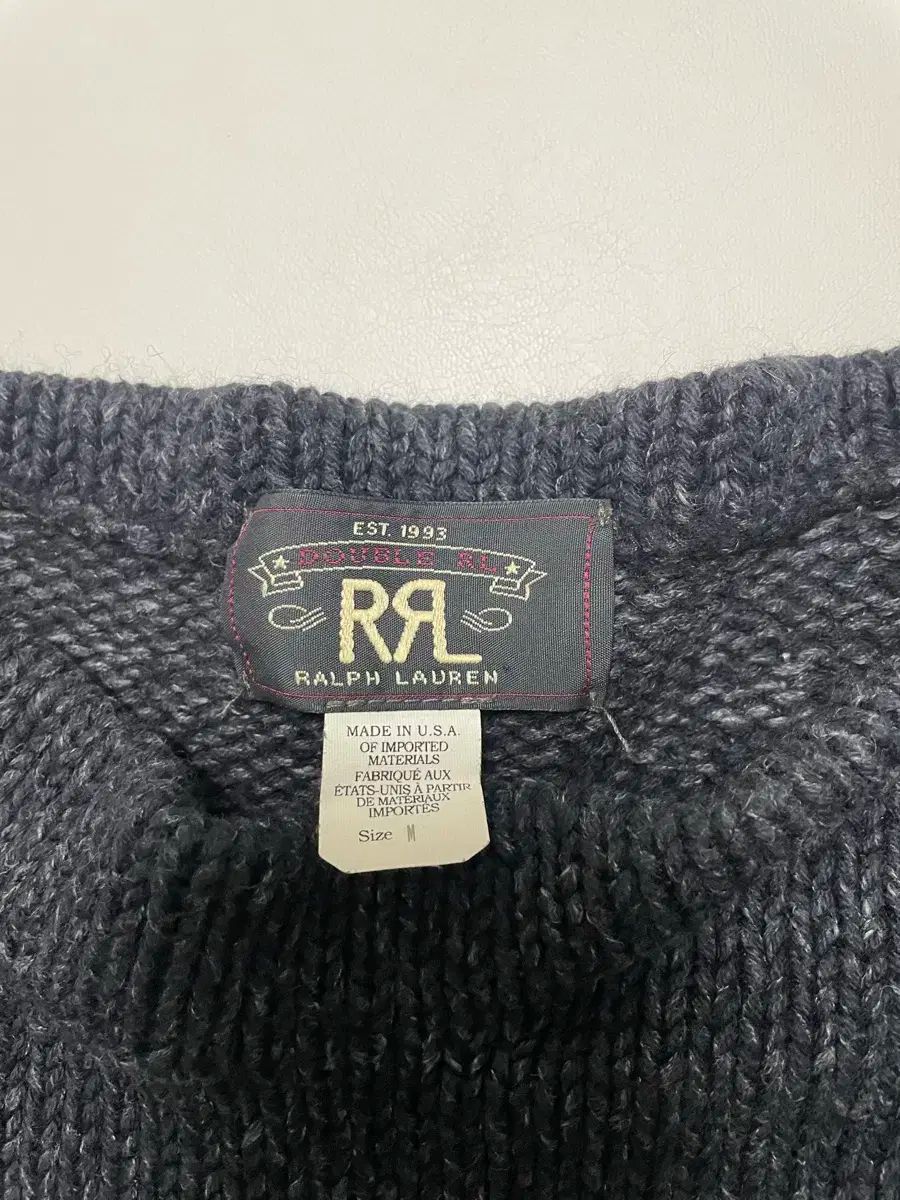 EST. 1993
DOUBLE RL
RRL
RALPH LAUREN
MADE IN U.S.A.
OF IMPORTED
MATERIALS
FABRIQUÉ AUX
ÉTATS-UNIS À PARTIR
DE MATÉRIAUX
IMPORTÉS
Size M